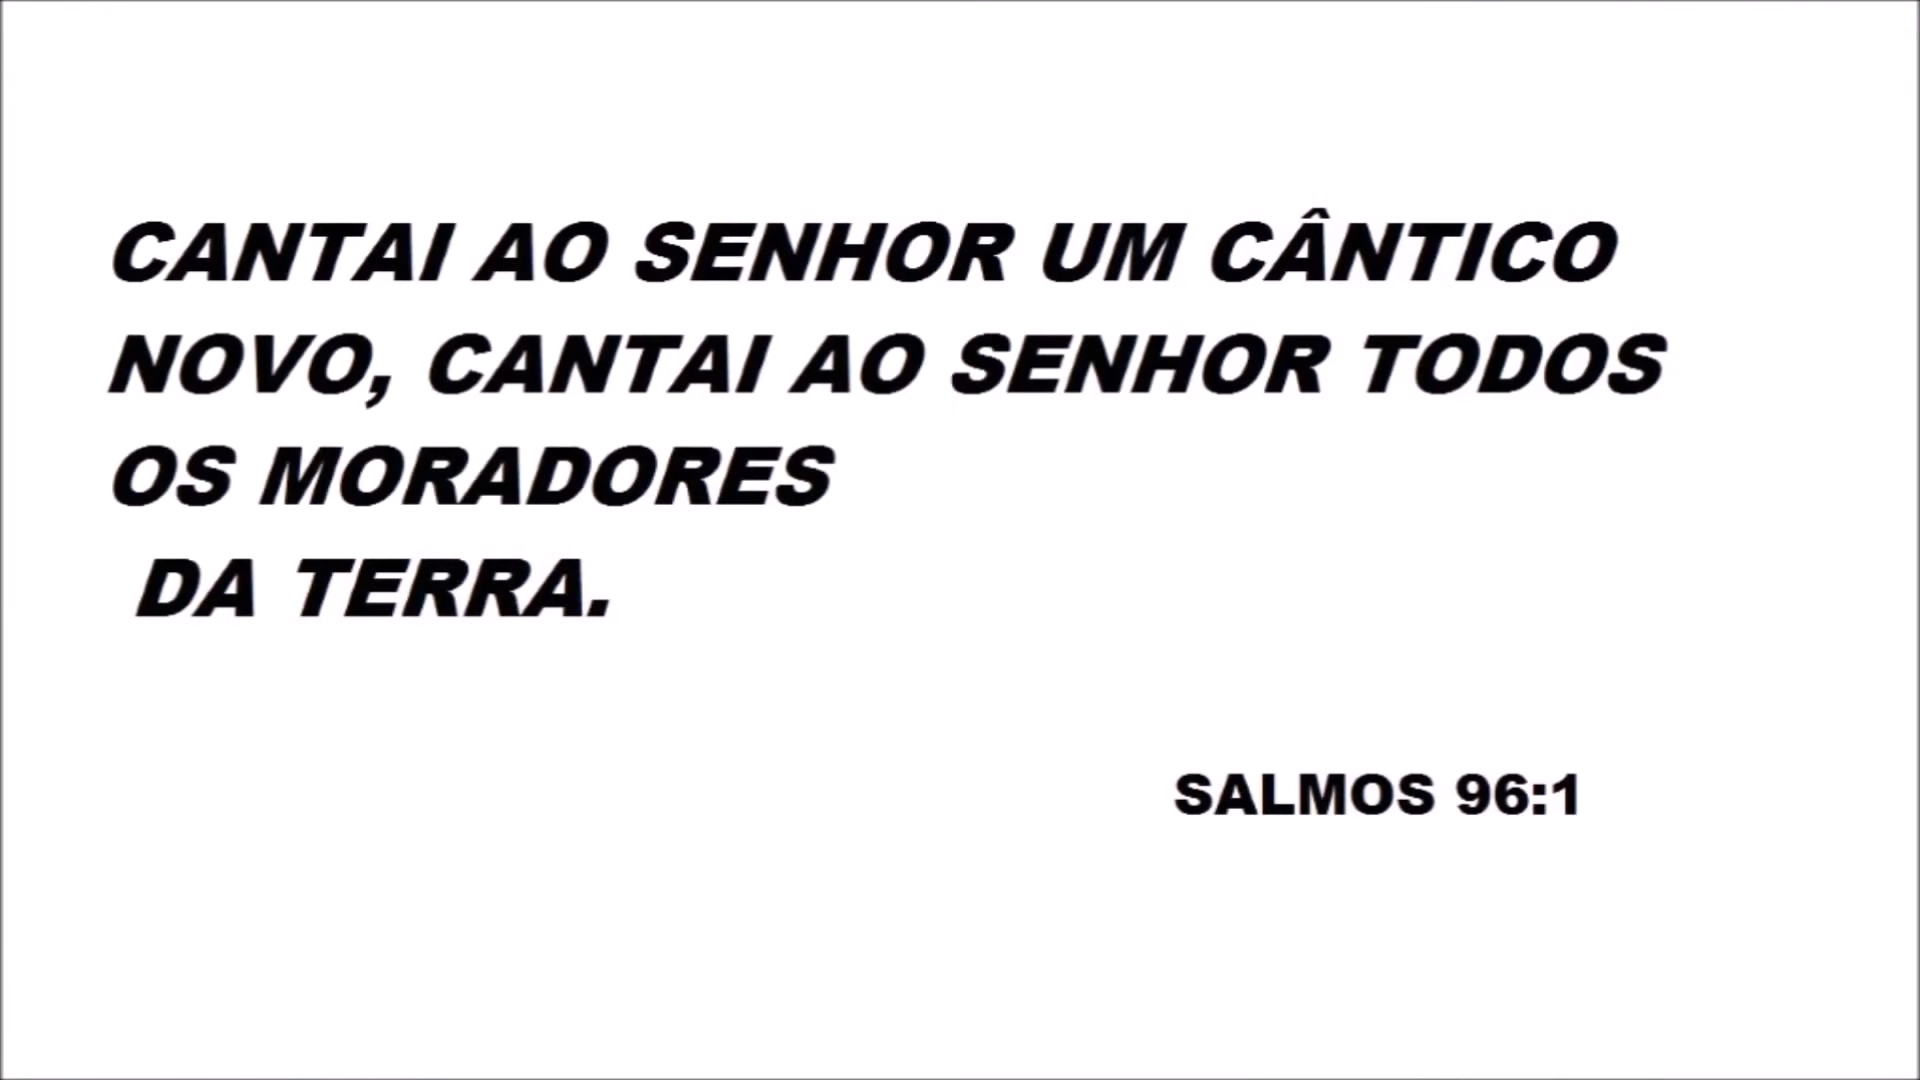 CANTAI AO SENHOR UM CÂNTICO
NOVO, CANTAI AO SENHOR TODOS
OS MORADORES
DA TERRA.
SALMOS 96:1